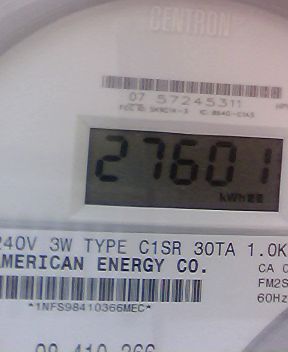 CENTRON
07 57245311
27601
kWh
240V 3W TYPE C1SR 30TA 1.0K
AMERICAN ENERGY CO.
CA
FM2S
60Hz
*1NFS98410366MEC*